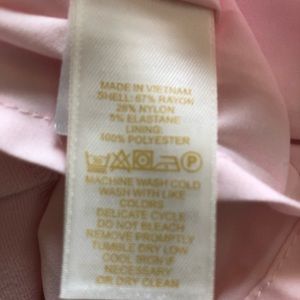 MADE IN VIETNAM
SHELL: 67% RAYON
28% NYLON
5% ELASTANE
LINING:
100% POLYESTER
P
MACHINE WASH COLD
WASH WITH LIKE
COLORS
DELICATE CYCLE
DO NOT BLEACH
REMOVE PROMPTLY
TUMBLE DRY LOW
COOL IRON IF
NEEDED
OR DRY CLEAN